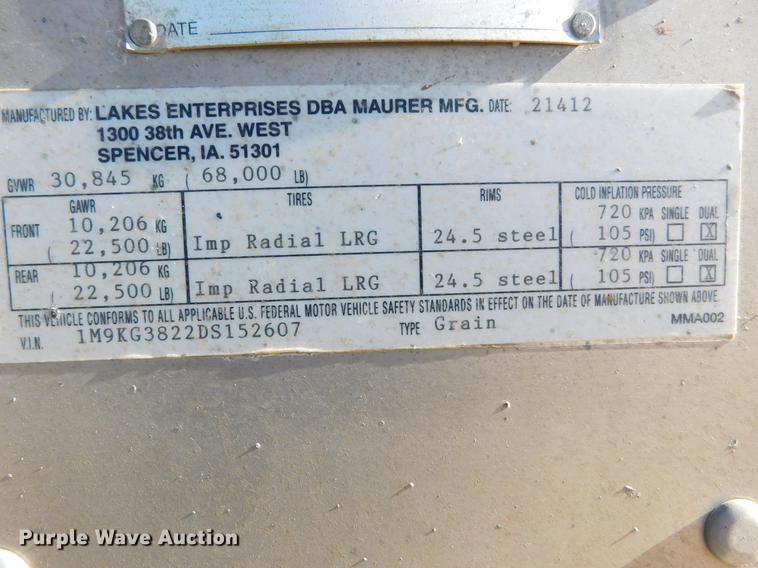 DATE
MANUFACTURED BY: LAKES ENTERPRISES DBA MAURER MFG. DATE: 21412
1300 38th AVE. WEST
SPENCER, IA. 51301
GVWR 30,845 KG ( 68,000 LB)
GAWR TIRES RIMS COLD INFLATION PRESSURE
FRONT 10,206 KG 720 KPA SINGLE DUAL
( 22,500 LB) Imp Radial LRG 24.5 steel ( 105 PSI) X
REAR 10,206 KG 720 KPA SINGLE DUAL
( 22,500 LB) Imp Radial LRG 24.5 steel ( 105 PSI) X
THIS VEHICLE CONFORMS TO ALL APPLICABLE U.S. FEDERAL MOTOR VEHICLE SAFETY STANDARDS IN EFFECT ON THE DATE OF MANUFACTURE SHOWN ABOVE
V.I.N. 1M9KG3822DS152607 TYPE Grain MMA002
Purple Wave Auction